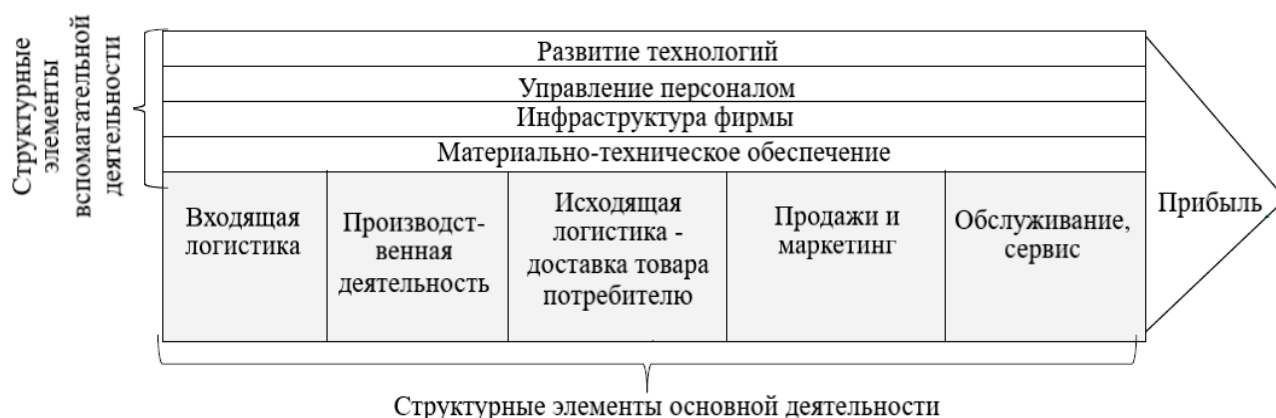 Структурные
элементы
вспомагательной
деятельности
Развитие технологий
Управление персоналом
Инфраструктура фирмы
Материально-техническое обеспечение
Входящая
логистика
Производст-
венная
деятельность
Исходящая
логистика -
доставка товара
потребителю
Продажи и
маркетинг
Обслуживание,
сервис
Прибыль
Структурные элементы основной деятельности